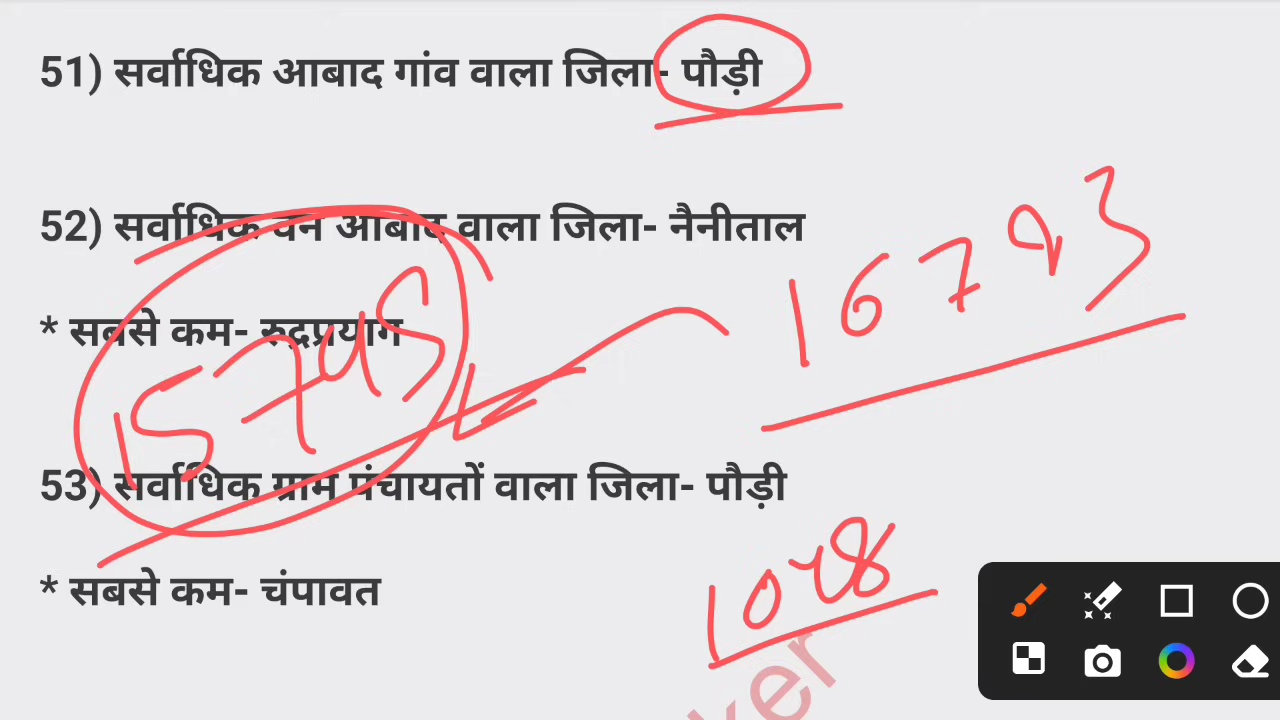 51) सर्वाधिक आबाद गांव वाला जिला- पौड़ी
52) सर्वाधिक वन आबाद वाला जिला- नैनीताल
16793
* सबसे कम- रुद्रप्रयाग
15745
53) सर्वाधिक ग्राम पंचायतों वाला जिला- पौड़ी
* सबसे कम- चंपावत
1048
ker